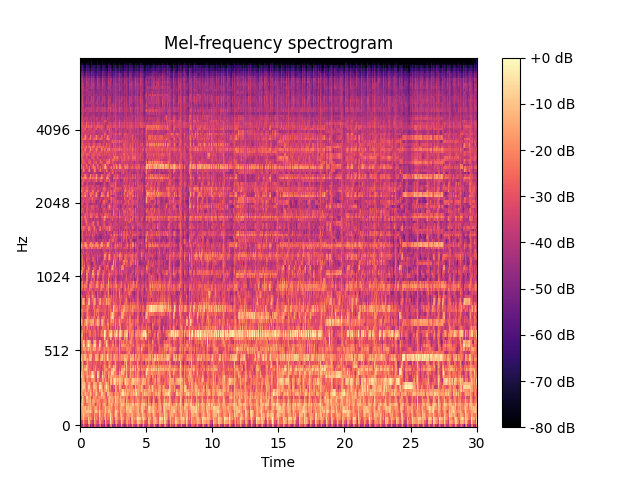 Mel-frequency spectrogram
Hz
4096
2048
1024
512
0
0 5 10 15 20 25 30
Time
+0 dB
-10 dB
-20 dB
-30 dB
-40 dB
-50 dB
-60 dB
-70 dB
-80 dB